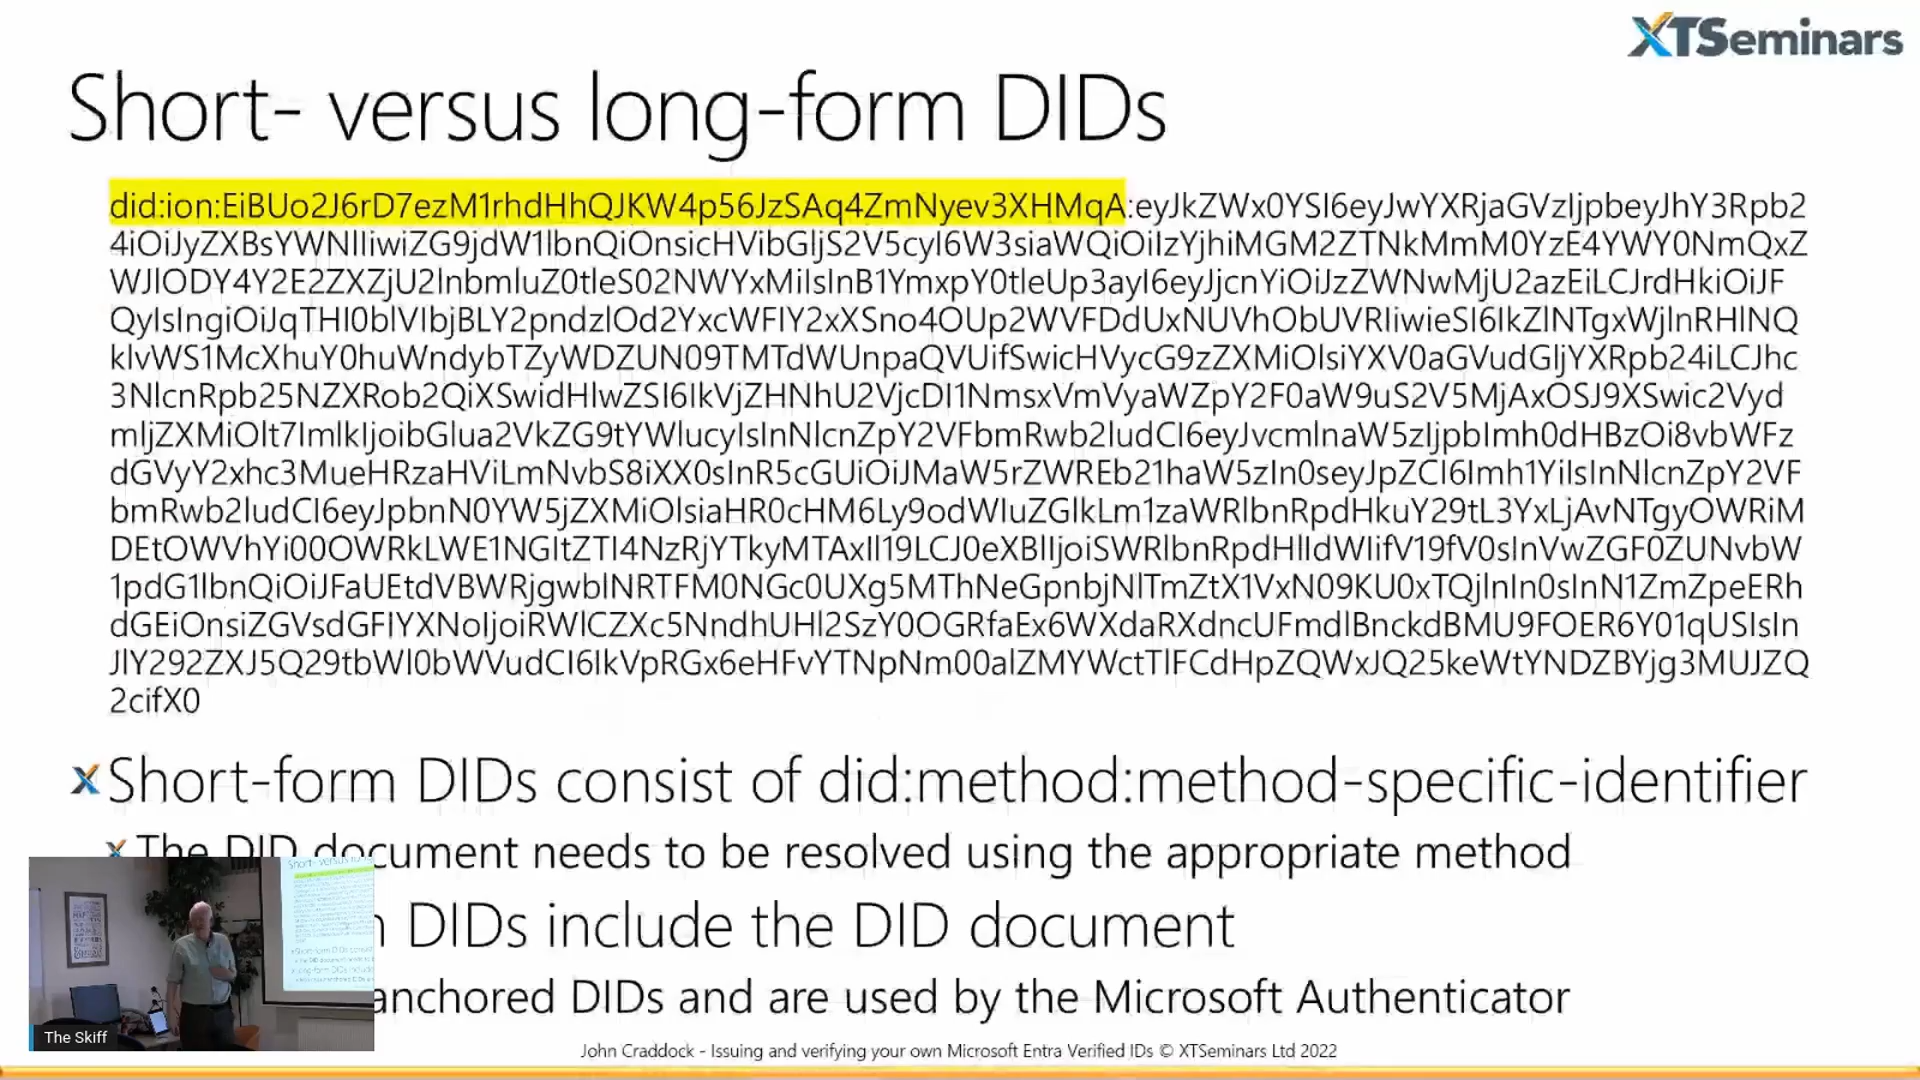 XTSeminars
Short- versus long-form DIDs
did:ion:EiBUo2J6rD7ezM1rhdHhQJKW4p56JzSAq4ZmNyev3XHMqA:eyJkZWx0YSI6eyJwYXRjaGVzIjpbeyJhY3Rpb2
4iOiJyZXBsYWNlIiwiZG9jdW1lbnQiOnsicHVibGljS2V5cyI6W3siaWQiOiIzYjhiMGM2ZTNkMmM0YzE4YWY0NmQxZ
WJlODY4Y2E2ZXZjU2lnbmluZ0tleS02NWYxMiIsInB1YmxpY0tleUp3ayI6eyJjcnYiOiJzZWNwMjU2azEiLCJrdHkiOiJF
QyIsIngiOiJqTHI0blVIbjBLY2pndzlOd2YxcWFIY2xXSno4OUp2WVFDdUxNUVhObUVRIiwieSI6IkZlNTgxWjlnRHlNQ
klvWS1McXhuY0huWndybTZyWDZUN09TMTdWUnpaQVUifSwicHVycG9zZXMiOlsiYXV0aGVudGljYXRpb24iLCJhc
3NlcnRpb25NZXRob2QiXSwidHlwZSI6IkVjZHNhU2VjcDI1NmsxVmVyaWZpY2F0aW9uS2V5MjAxOSJ9XSwic2Vyd
mljZXMiOlt7ImlkIjoibGlua2VkZG9tYWlucyIsInNlcnZpY2VFbmRwb2ludCI6eyJvcmlnaW5zIjpbImh0dHBzOi8vbWFz
dGVyY2xhc3MueHRzaHViLmNvbS8iXX0sInR5cGUiOiJMaW5rZWREb21haW5zIn0seyJpZCI6Imh1YiIsInNlcnZpY2VF
bmRwb2ludCI6eyJpbnN0YW5jZXMiOlsiaHR0cHM6Ly9odWIuZGlkLm1zaWRlbnRpdHkuY29tL3YxLjAvNTgyOWRiM
DEtOWVhYi00OWRkLWE1NGItZTI4NzRjYTkyMTAxIl19LCJ0eXBlIjoiSWRlbnRpdHlIdWIifV19fV0sInVwZGF0ZUNvbW
1pdG1lbnQiOiJFaUEtdVBWRjgwblNRTFM0NGc0UXg5MThNeGpnbjNlTmZtX1VxN09KU0xTQjlnIn0sInN1ZmZpeERh
dGEiOnsiZGVsdGFIYXNoIjoiRWlCZXc5NndhUHl2SzY0OGRfaEx6WXdaRXdncUFmdlBnckdBMU9FOER6Y01qUSIsIn
JlY292ZXJ5Q29tbWl0bWVudCI6IkVpRGx6eHFvYTNpNm00alZMYWctTlFCdHpZQWxJQ25keWtYNDZBYjg3MUJZQ
2cifX0
Short-form DIDs consist of did:method:method-specific-identifier
The DID document needs to be resolved using the appropriate method
DIDs include the DID document
anchored DIDs and are used by the Microsoft Authenticator
The Skiff
John Craddock - Issuing and verifying your own Microsoft Entra Verified IDs © XTSeminars Ltd 2022